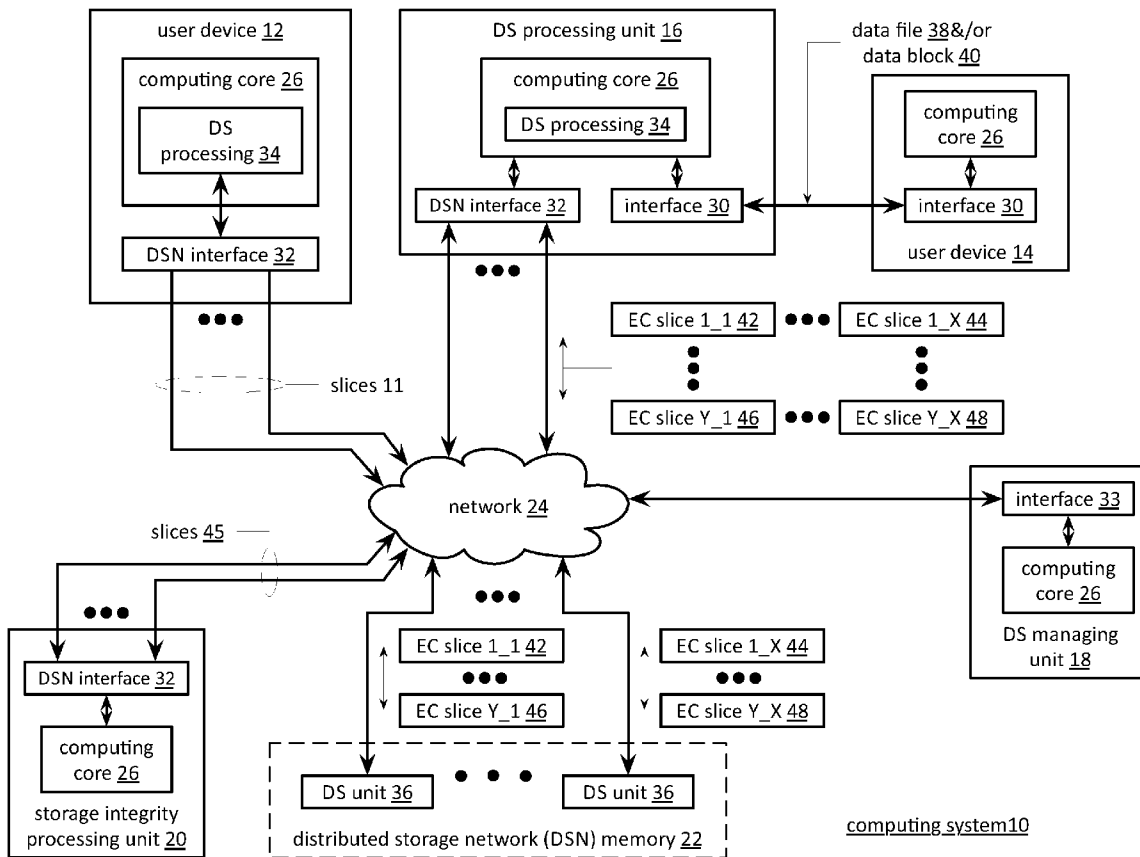 user device 12
computing core 26
DS
processing 34
DSN interface 32
DS processing unit 16
computing core 26
DS processing 34
DSN interface 32
interface 30
data file 38&/or
data block 40
computing
core 26
interface 30
user device 14
EC slice 1_1 42
EC slice 1_X 44
EC slice Y_1 46
EC slice Y_X 48
slices 11
network 24
slices 45
interface 33
computing
core 26
DS managing
unit 18
DSN interface 32
computing
core 26
storage integrity
processing unit 20
EC slice 1_1 42
EC slice Y_1 46
EC slice 1_X 44
EC slice Y_X 48
DS unit 36
DS unit 36
distributed storage network (DSN) memory 22
computing system10